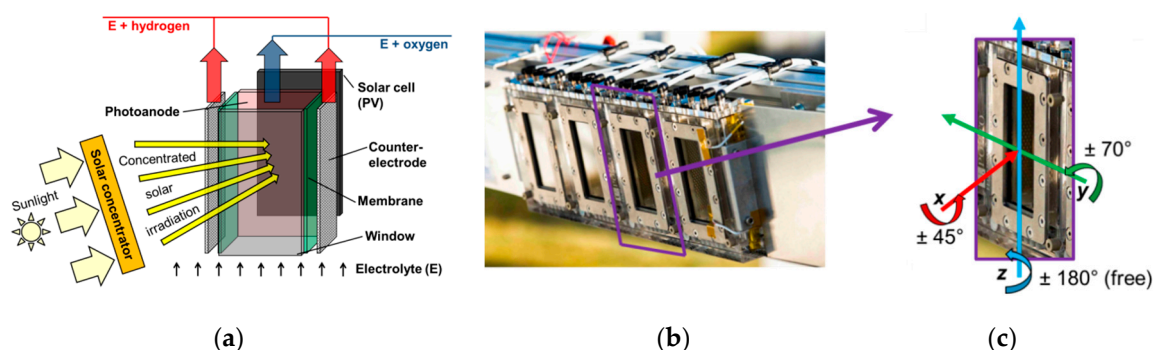 E + hydrogen
E + oxygen
Solar cell
(PV)
Photoanode
Concentrated
solar
irradiation
Sunlight
Solar concentrator
Counter-
electrode
Membrane
Window
Electrolyte (E)
± 70°
y
x
± 45°
z
± 180° (free)
(a)
(b)
(c)